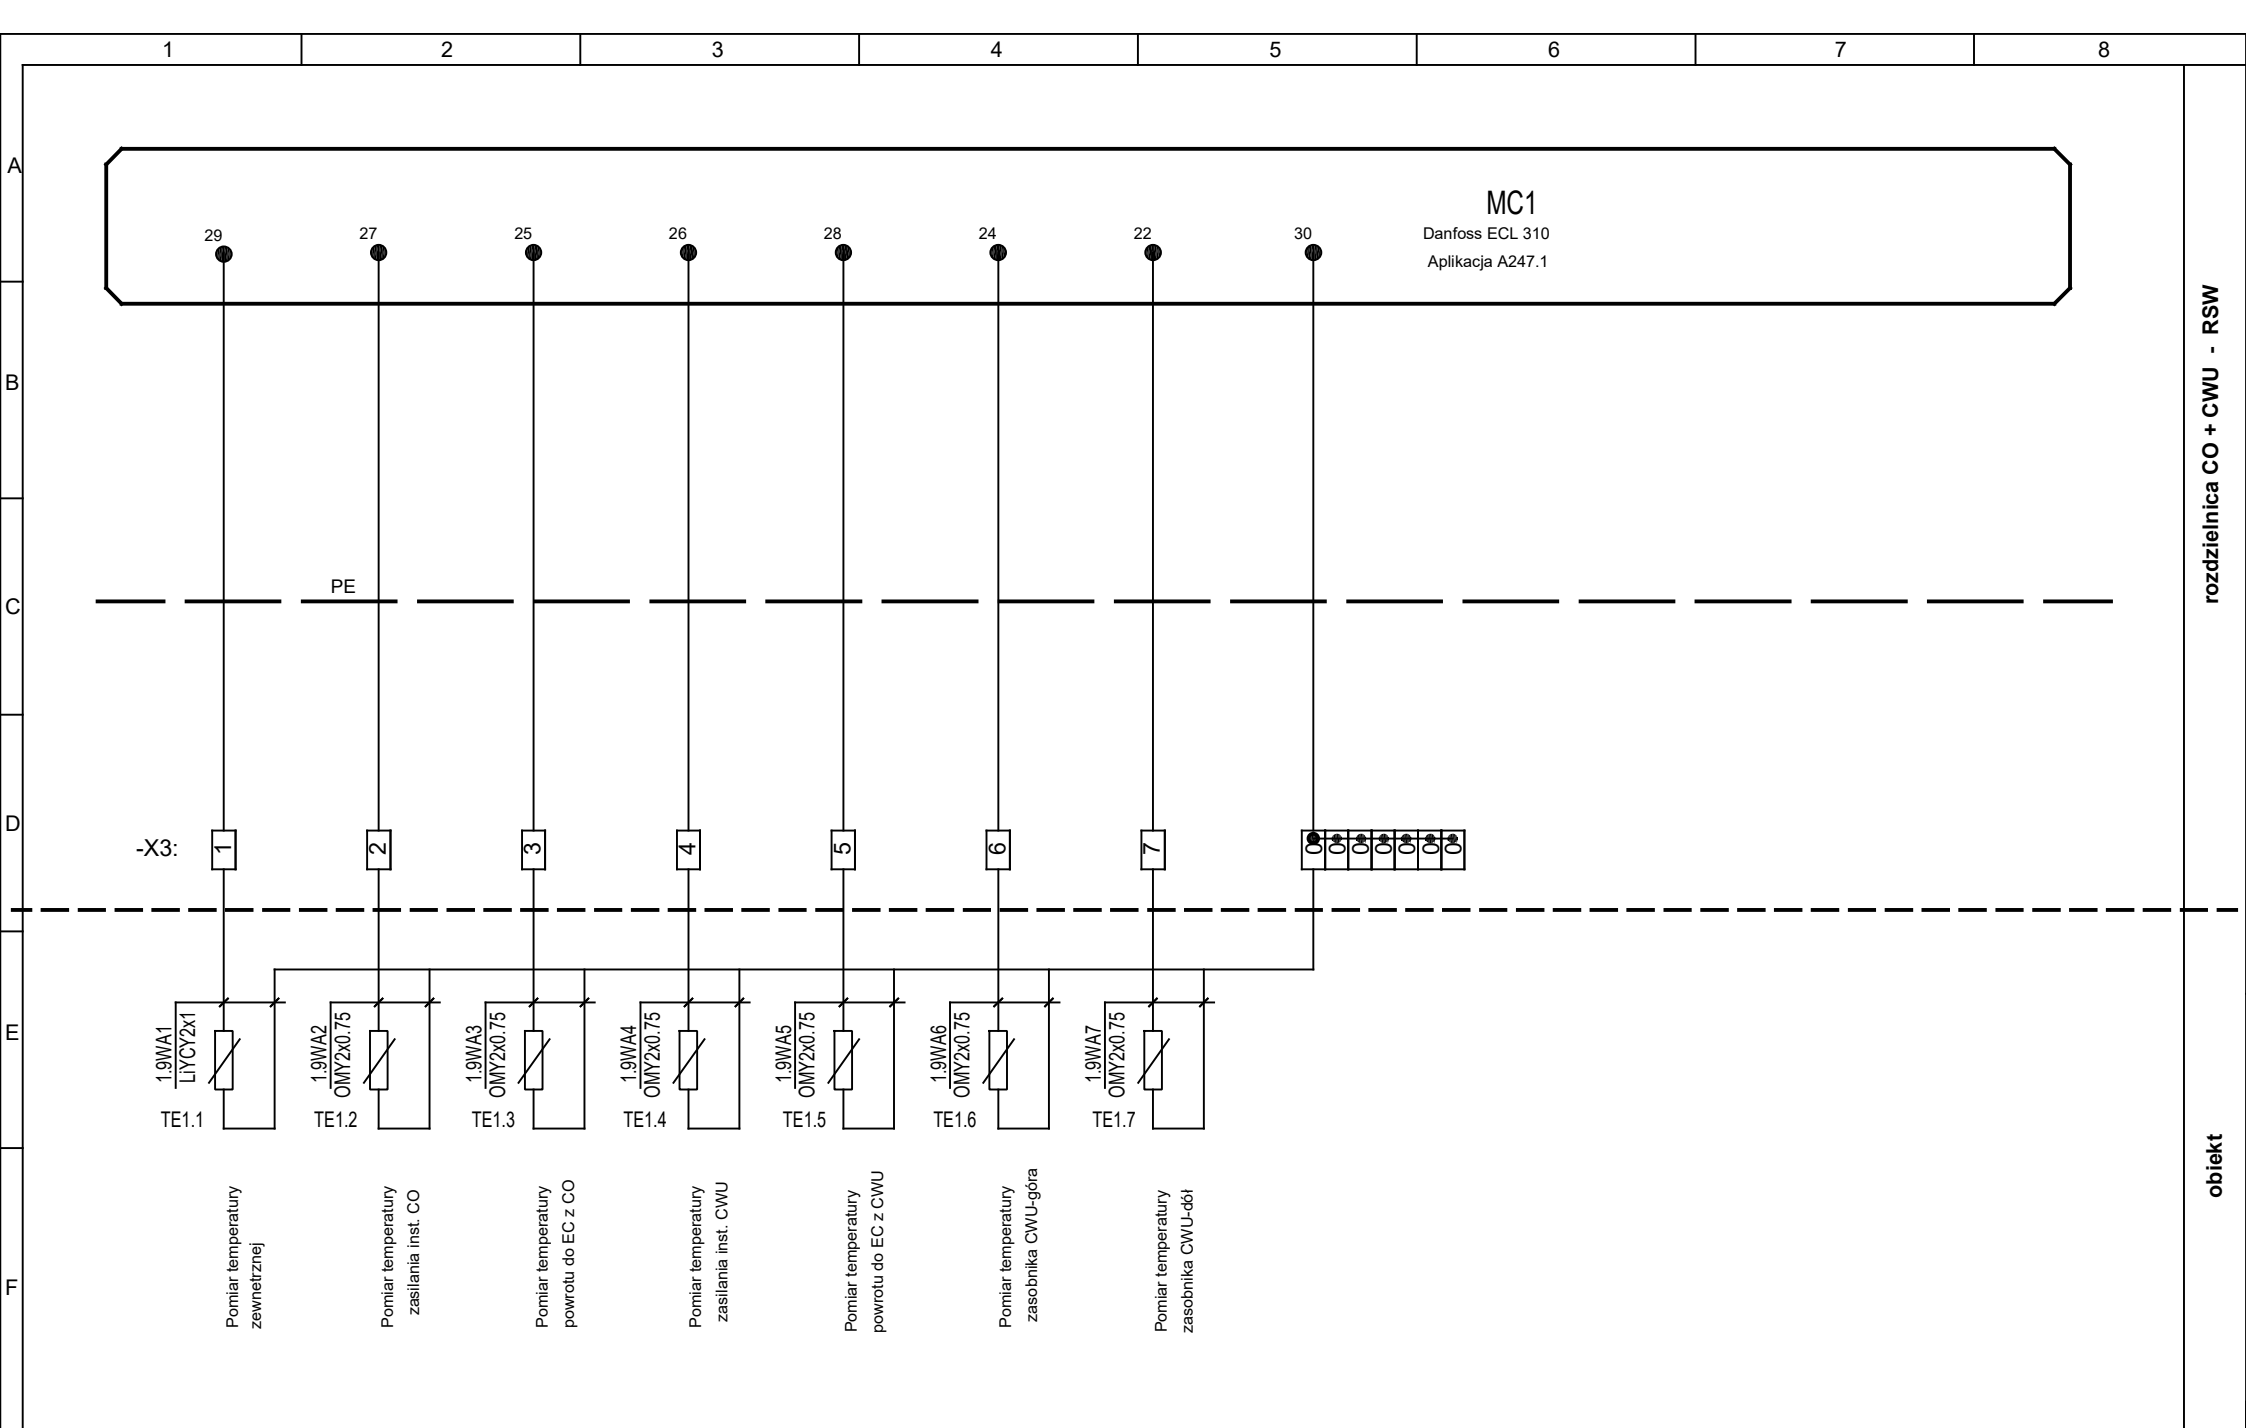 1 2 3 4 5 6 7 8
A
B
C
D
E
F
MC1
Danfoss ECL 310
Aplikacja A247.1
29 27 25 26 28 24 22 30
PE
-X3: 1 2 3 4 5 6 7 0 0 0 0 0 0 0
1.9WA1
LiYCY2x1
1.9WA2
OMY2x0.75
1.9WA3
OMY2x0.75
1.9WA4
OMY2x0.75
1.9WA5
OMY2x0.75
1.9WA6
OMY2x0.75
1.9WA7
OMY2x0.75
TE1.1 TE1.2 TE1.3 TE1.4 TE1.5 TE1.6 TE1.7
Pomiar temperatury
zewnetrznej
Pomiar temperatury
zasilania inst. CO
Pomiar temperatury
powrotu do EC z CO
Pomiar temperatury
zasilania inst. CWU
Pomiar temperatury
powrotu do EC z CWU
Pomiar temperatury
zasobnika CWU-góra
Pomiar temperatury
zasobnika CWU-dół
rozdzielnica CO + CWU - RSW
obiekt